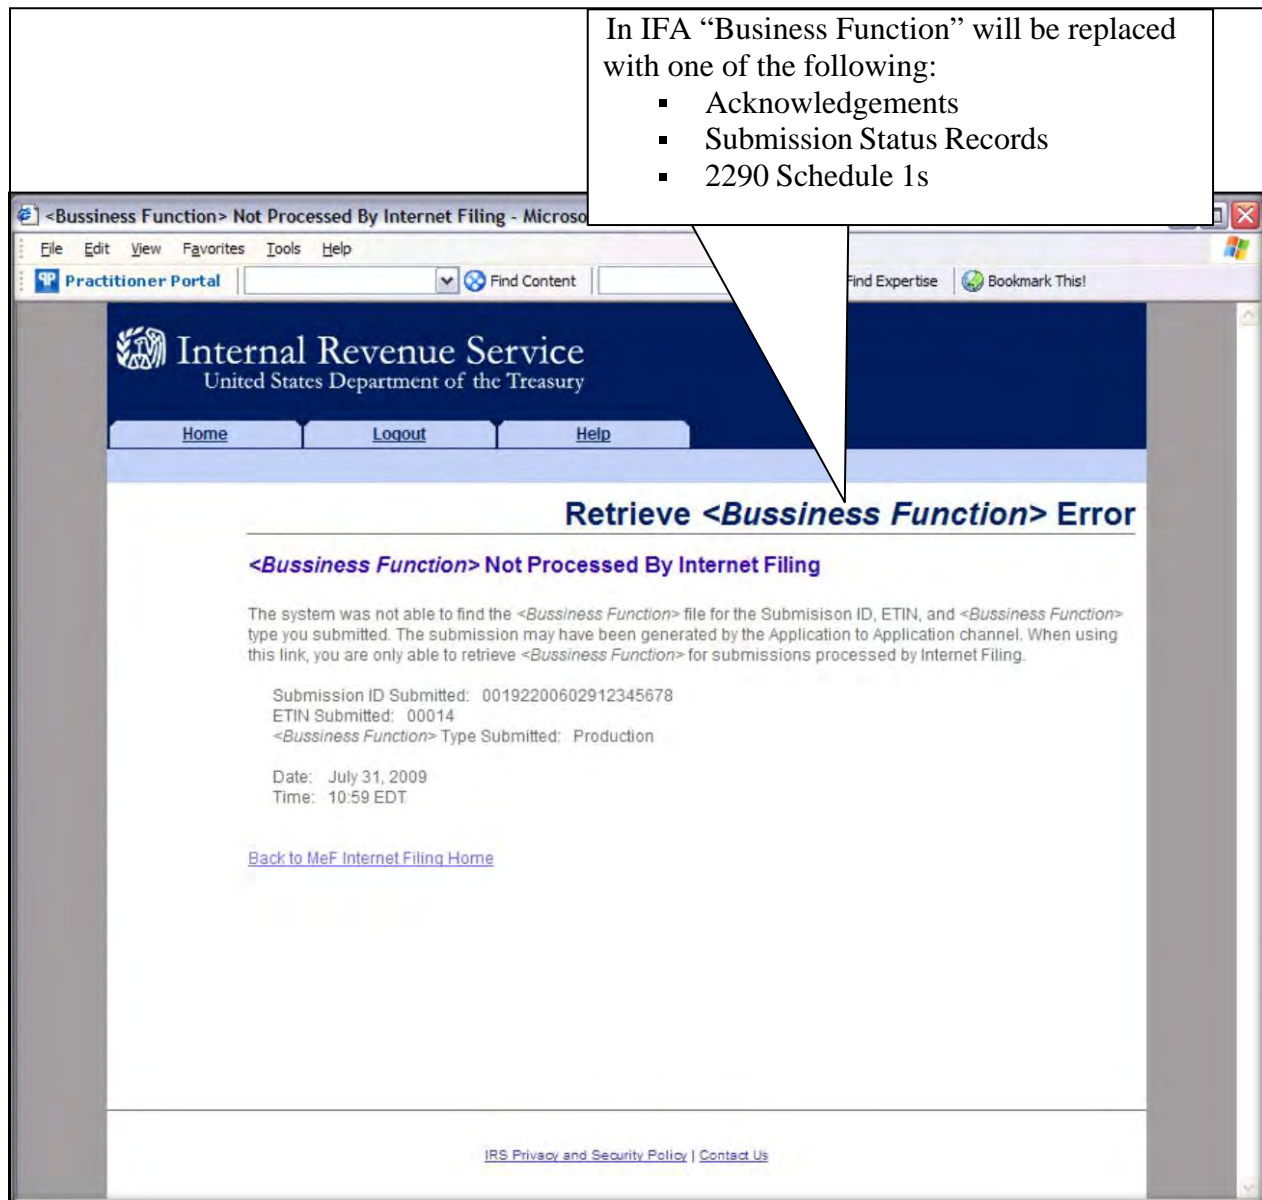 In IFA “Business Function” will be replaced
with one of the following:
▪ Acknowledgements
▪ Submission Status Records
▪ 2290 Schedule 1s
<Bussiness Function> Not Processed By Internet Filing - Microso
File Edit View Favorites Tools Help
Practitioner Portal Find Content Find Expertise Bookmark This!
Internal Revenue Service
United States Department of the Treasury
Home Logout Help
Retrieve <Bussiness Function> Error
<Bussiness Function> Not Processed By Internet Filing
The system was not able to find the <Bussiness Function> file for the Submisison ID, ETIN, and <Bussiness Function>
type you submitted. The submission may have been generated by the Application to Application channel. When using
this link, you are only able to retrieve <Bussiness Function> for submissions processed by Internet Filing.
Submission ID Submitted: 00192200602912345678
ETIN Submitted: 00014
<Bussiness Function> Type Submitted: Production
Date: July 31, 2009
Time: 10:59 EDT
Back to MeF Internet Filing Home
IRS Privacy and Security Policy | Contact Us